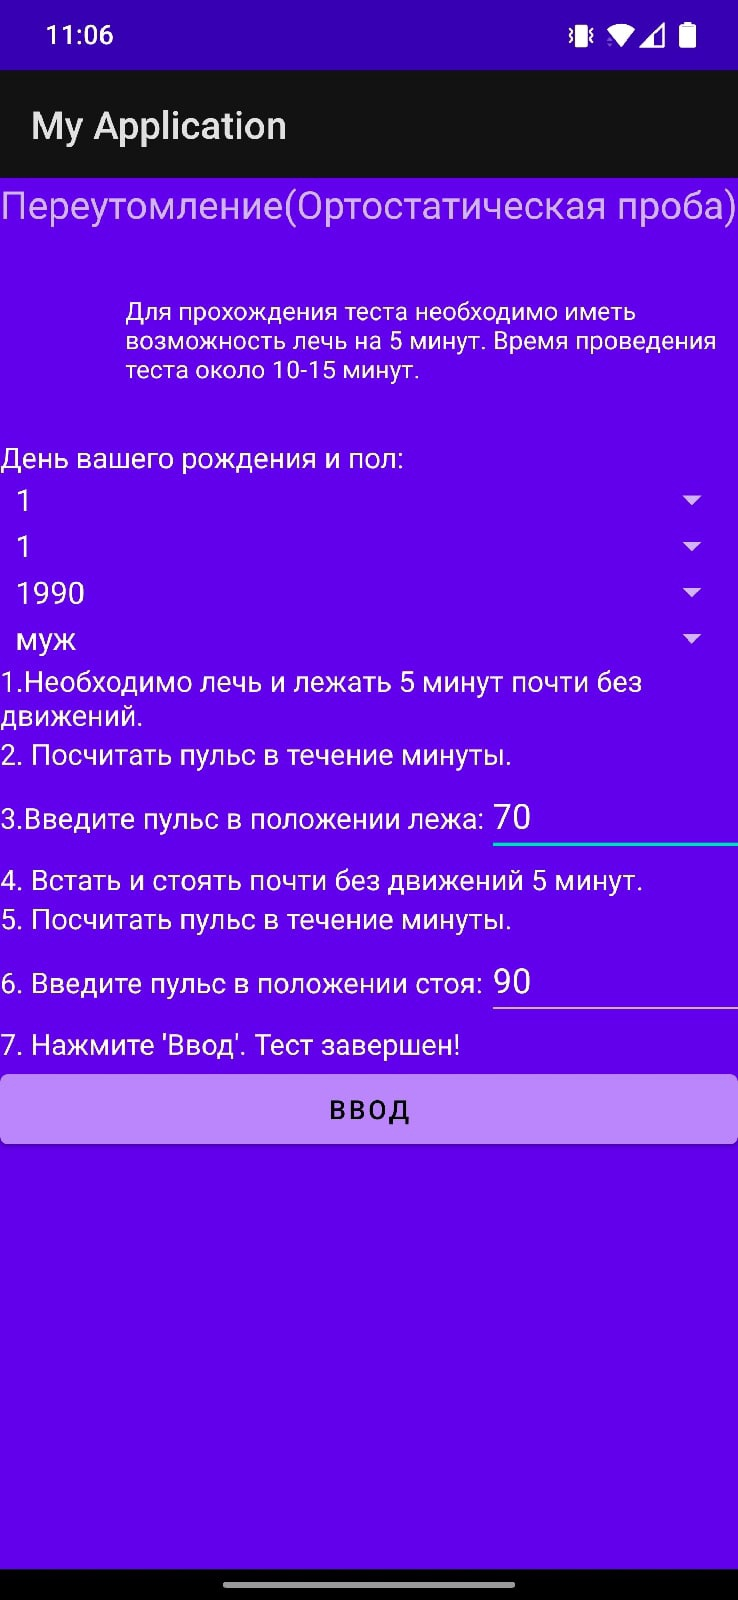 11:06
My Application
Переутомление(Ортостатическая проба)
Для прохождения теста необходимо иметь
возможность лечь на 5 минут. Время проведения
теста около 10-15 минут.
День вашего рождения и пол:
1
1
1990
муж
1.Необходимо лечь и лежать 5 минут почти без
движений.
2. Посчитать пульс в течение минуты.
3.Введите пульс в положении лежа: 70
4. Встать и стоять почти без движений 5 минут.
5. Посчитать пульс в течение минуты.
6. Введите пульс в положении стоя: 90
7. Нажмите 'Ввод'. Тест завершен!
ВВОД